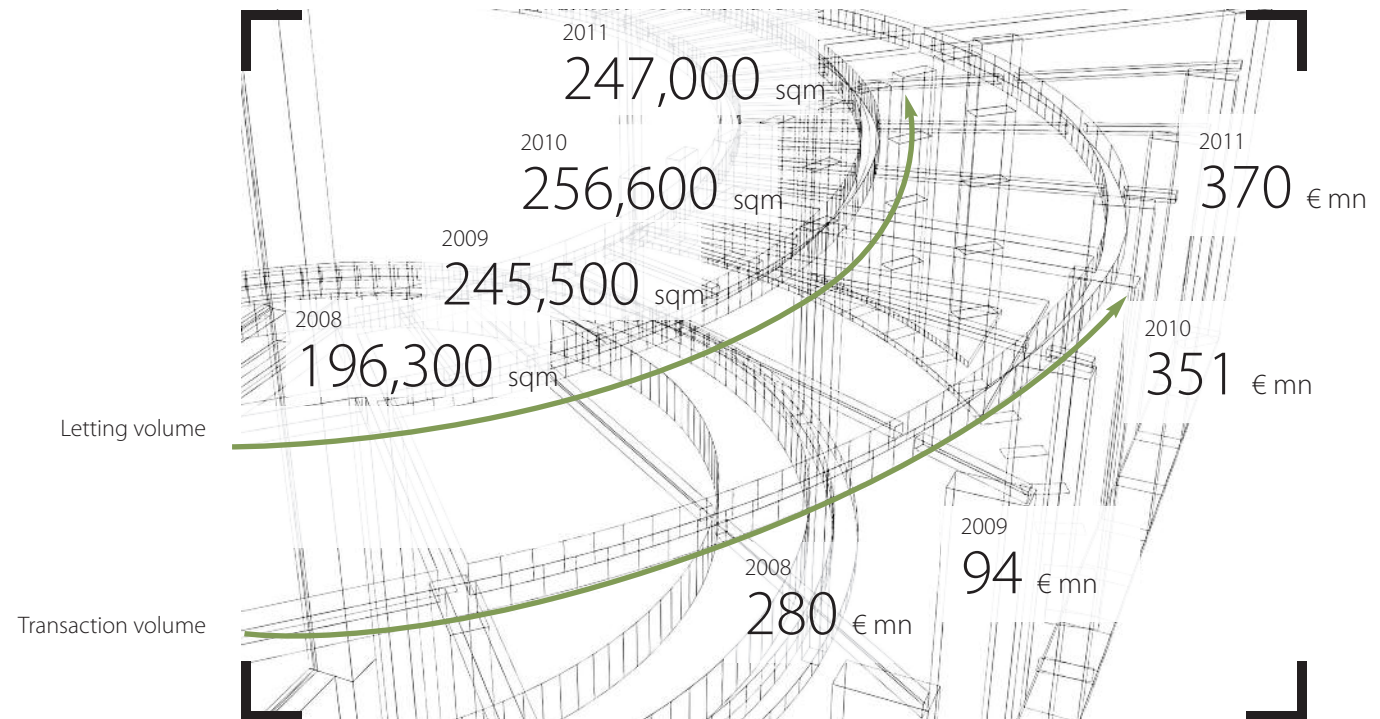 2011
247,000 sqm
2010
256,600 sqm
2009
245,500 sqm
2008
196,300 sqm
Letting volume
2011
370 € mn
2010
351 € mn
2009
94 € mn
2008
280 € mn
Transaction volume